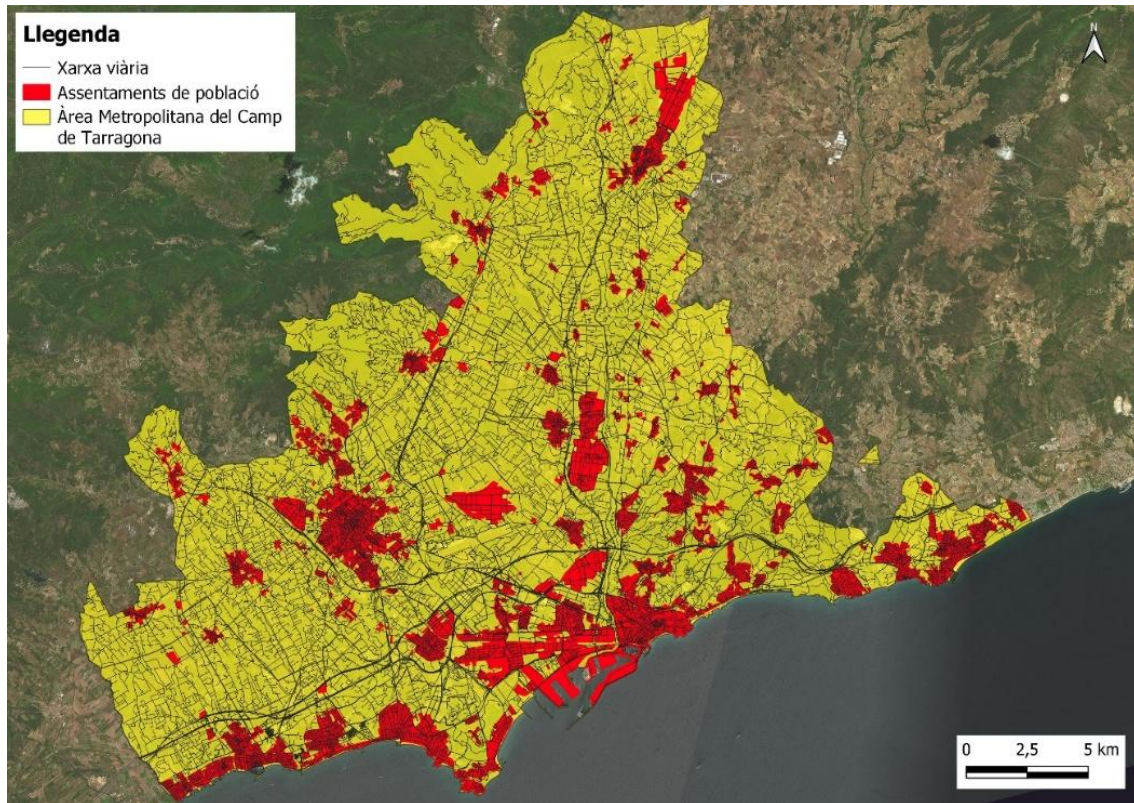 Llegenda
Xarxa viària
Assentaments de població
Àrea Metropolitana del Camp
de Tarragona
N
0 2,5 5 km